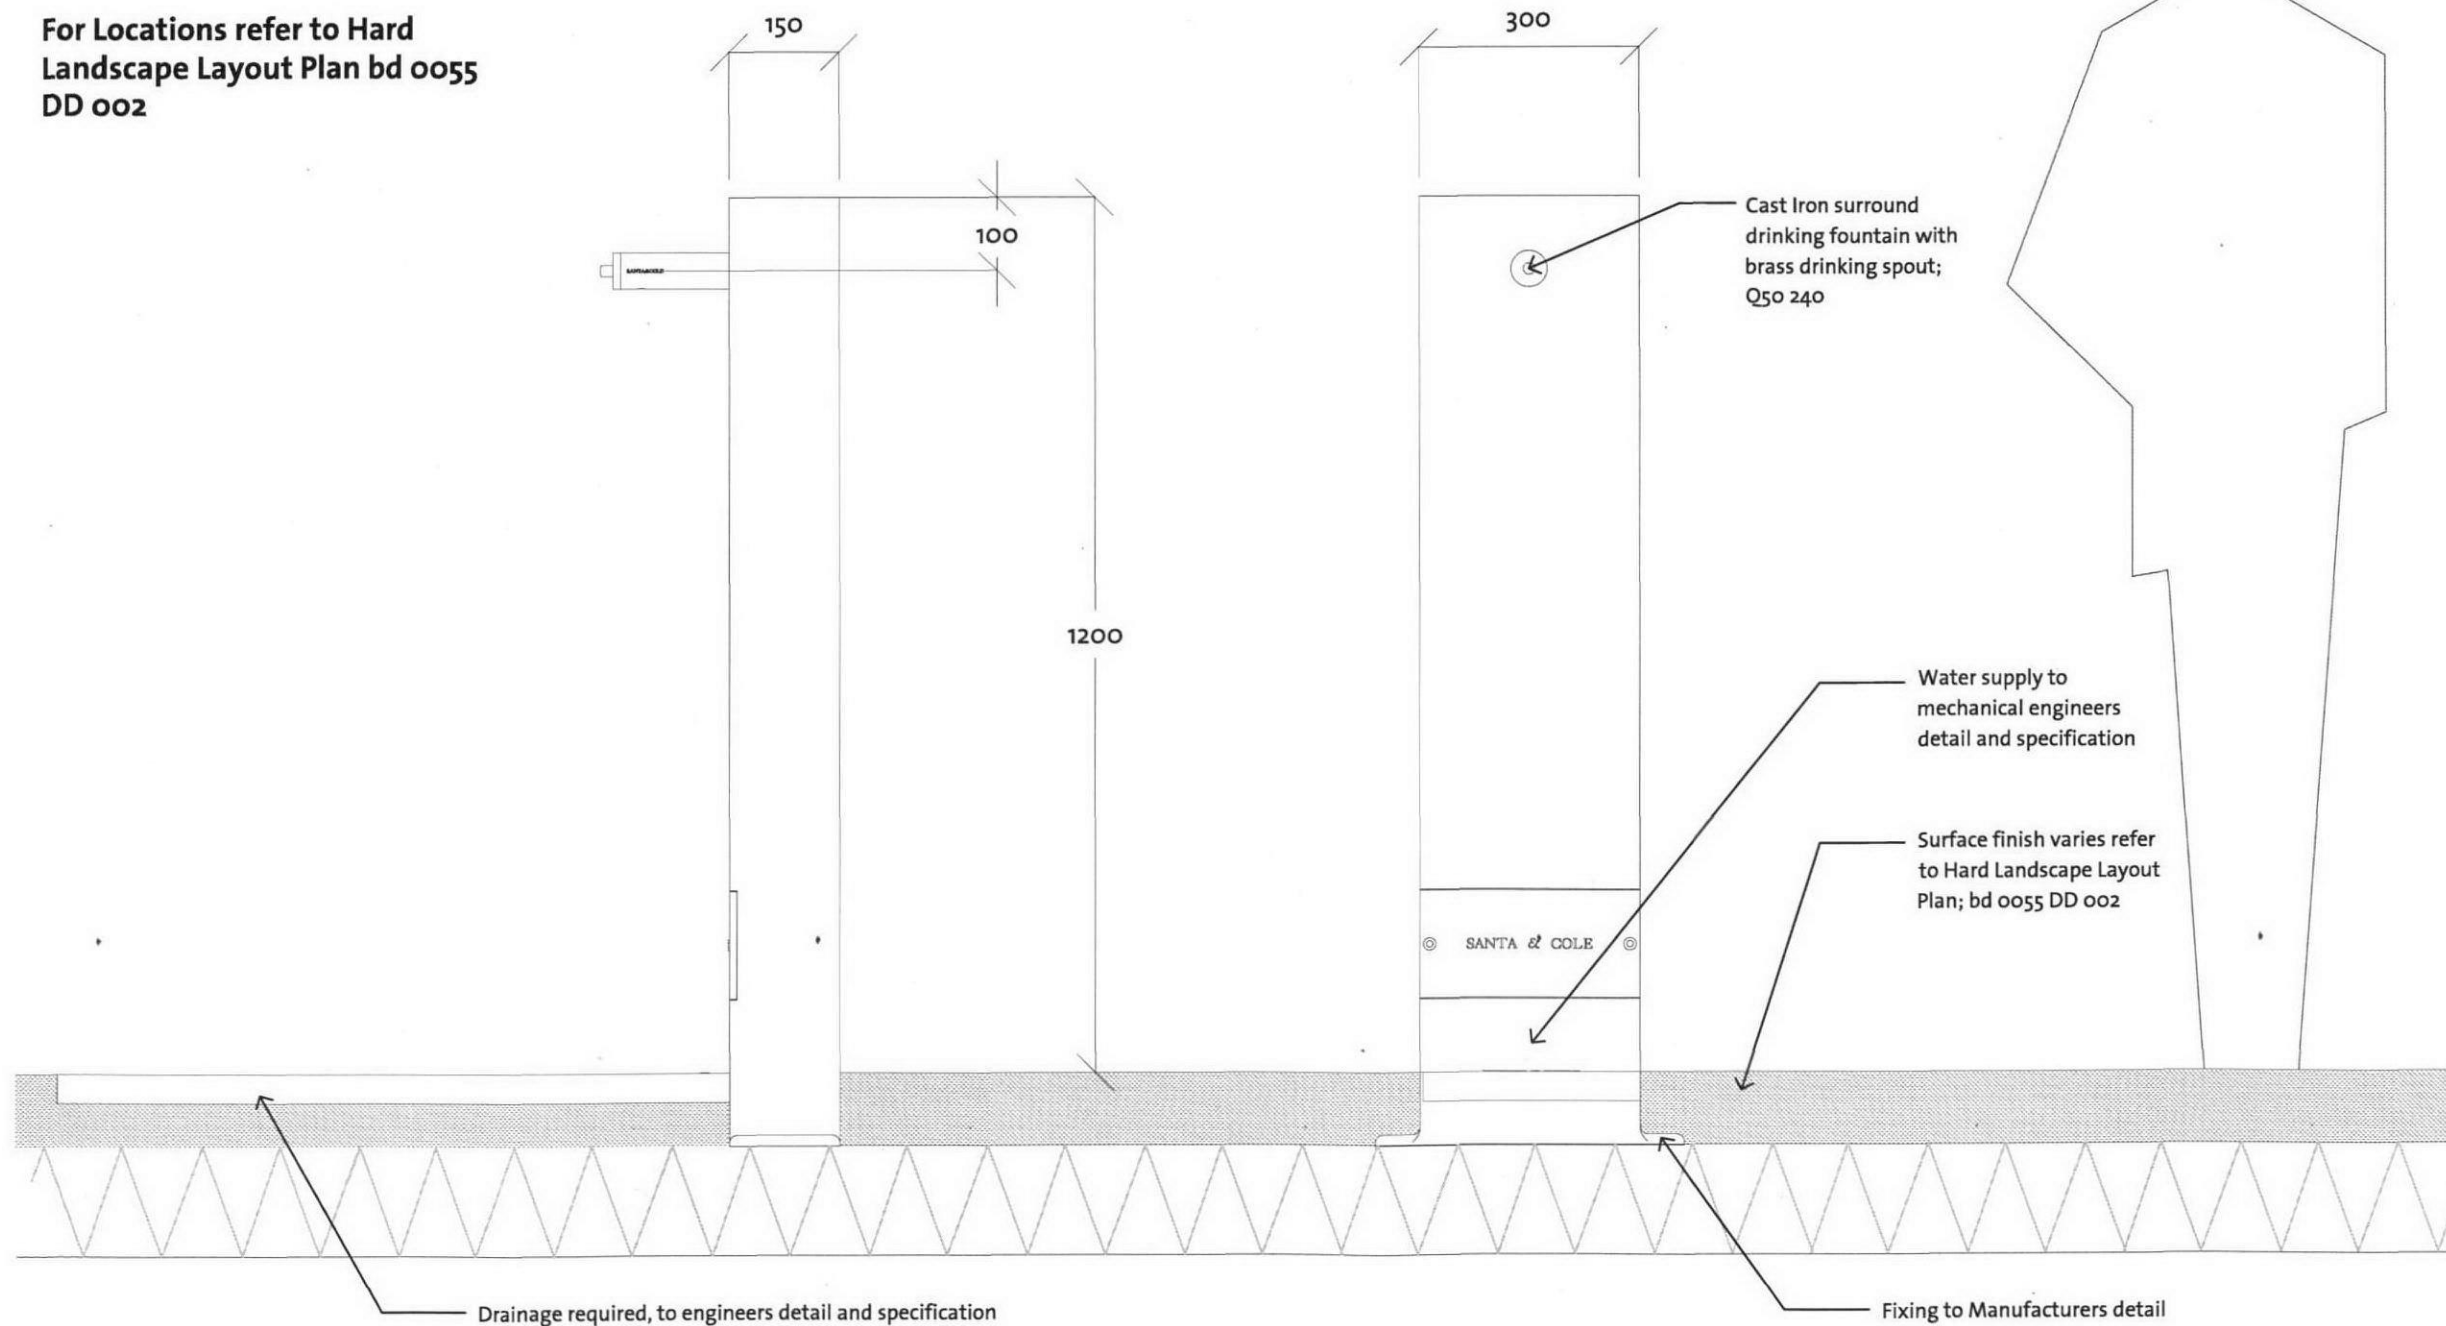 For Locations refer to Hard
Landscape Layout Plan bd 0055
DD 002
150
300
100
1200
SANTA&COLE
Cast Iron surround
drinking fountain with
brass drinking spout;
Q50 240
Water supply to
mechanical engineers
detail and specification
Surface finish varies refer
to Hard Landscape Layout
Plan; bd 0055 DD 002
SANTA & COLE
Drainage required, to engineers detail and specification
Fixing to Manufacturers detail